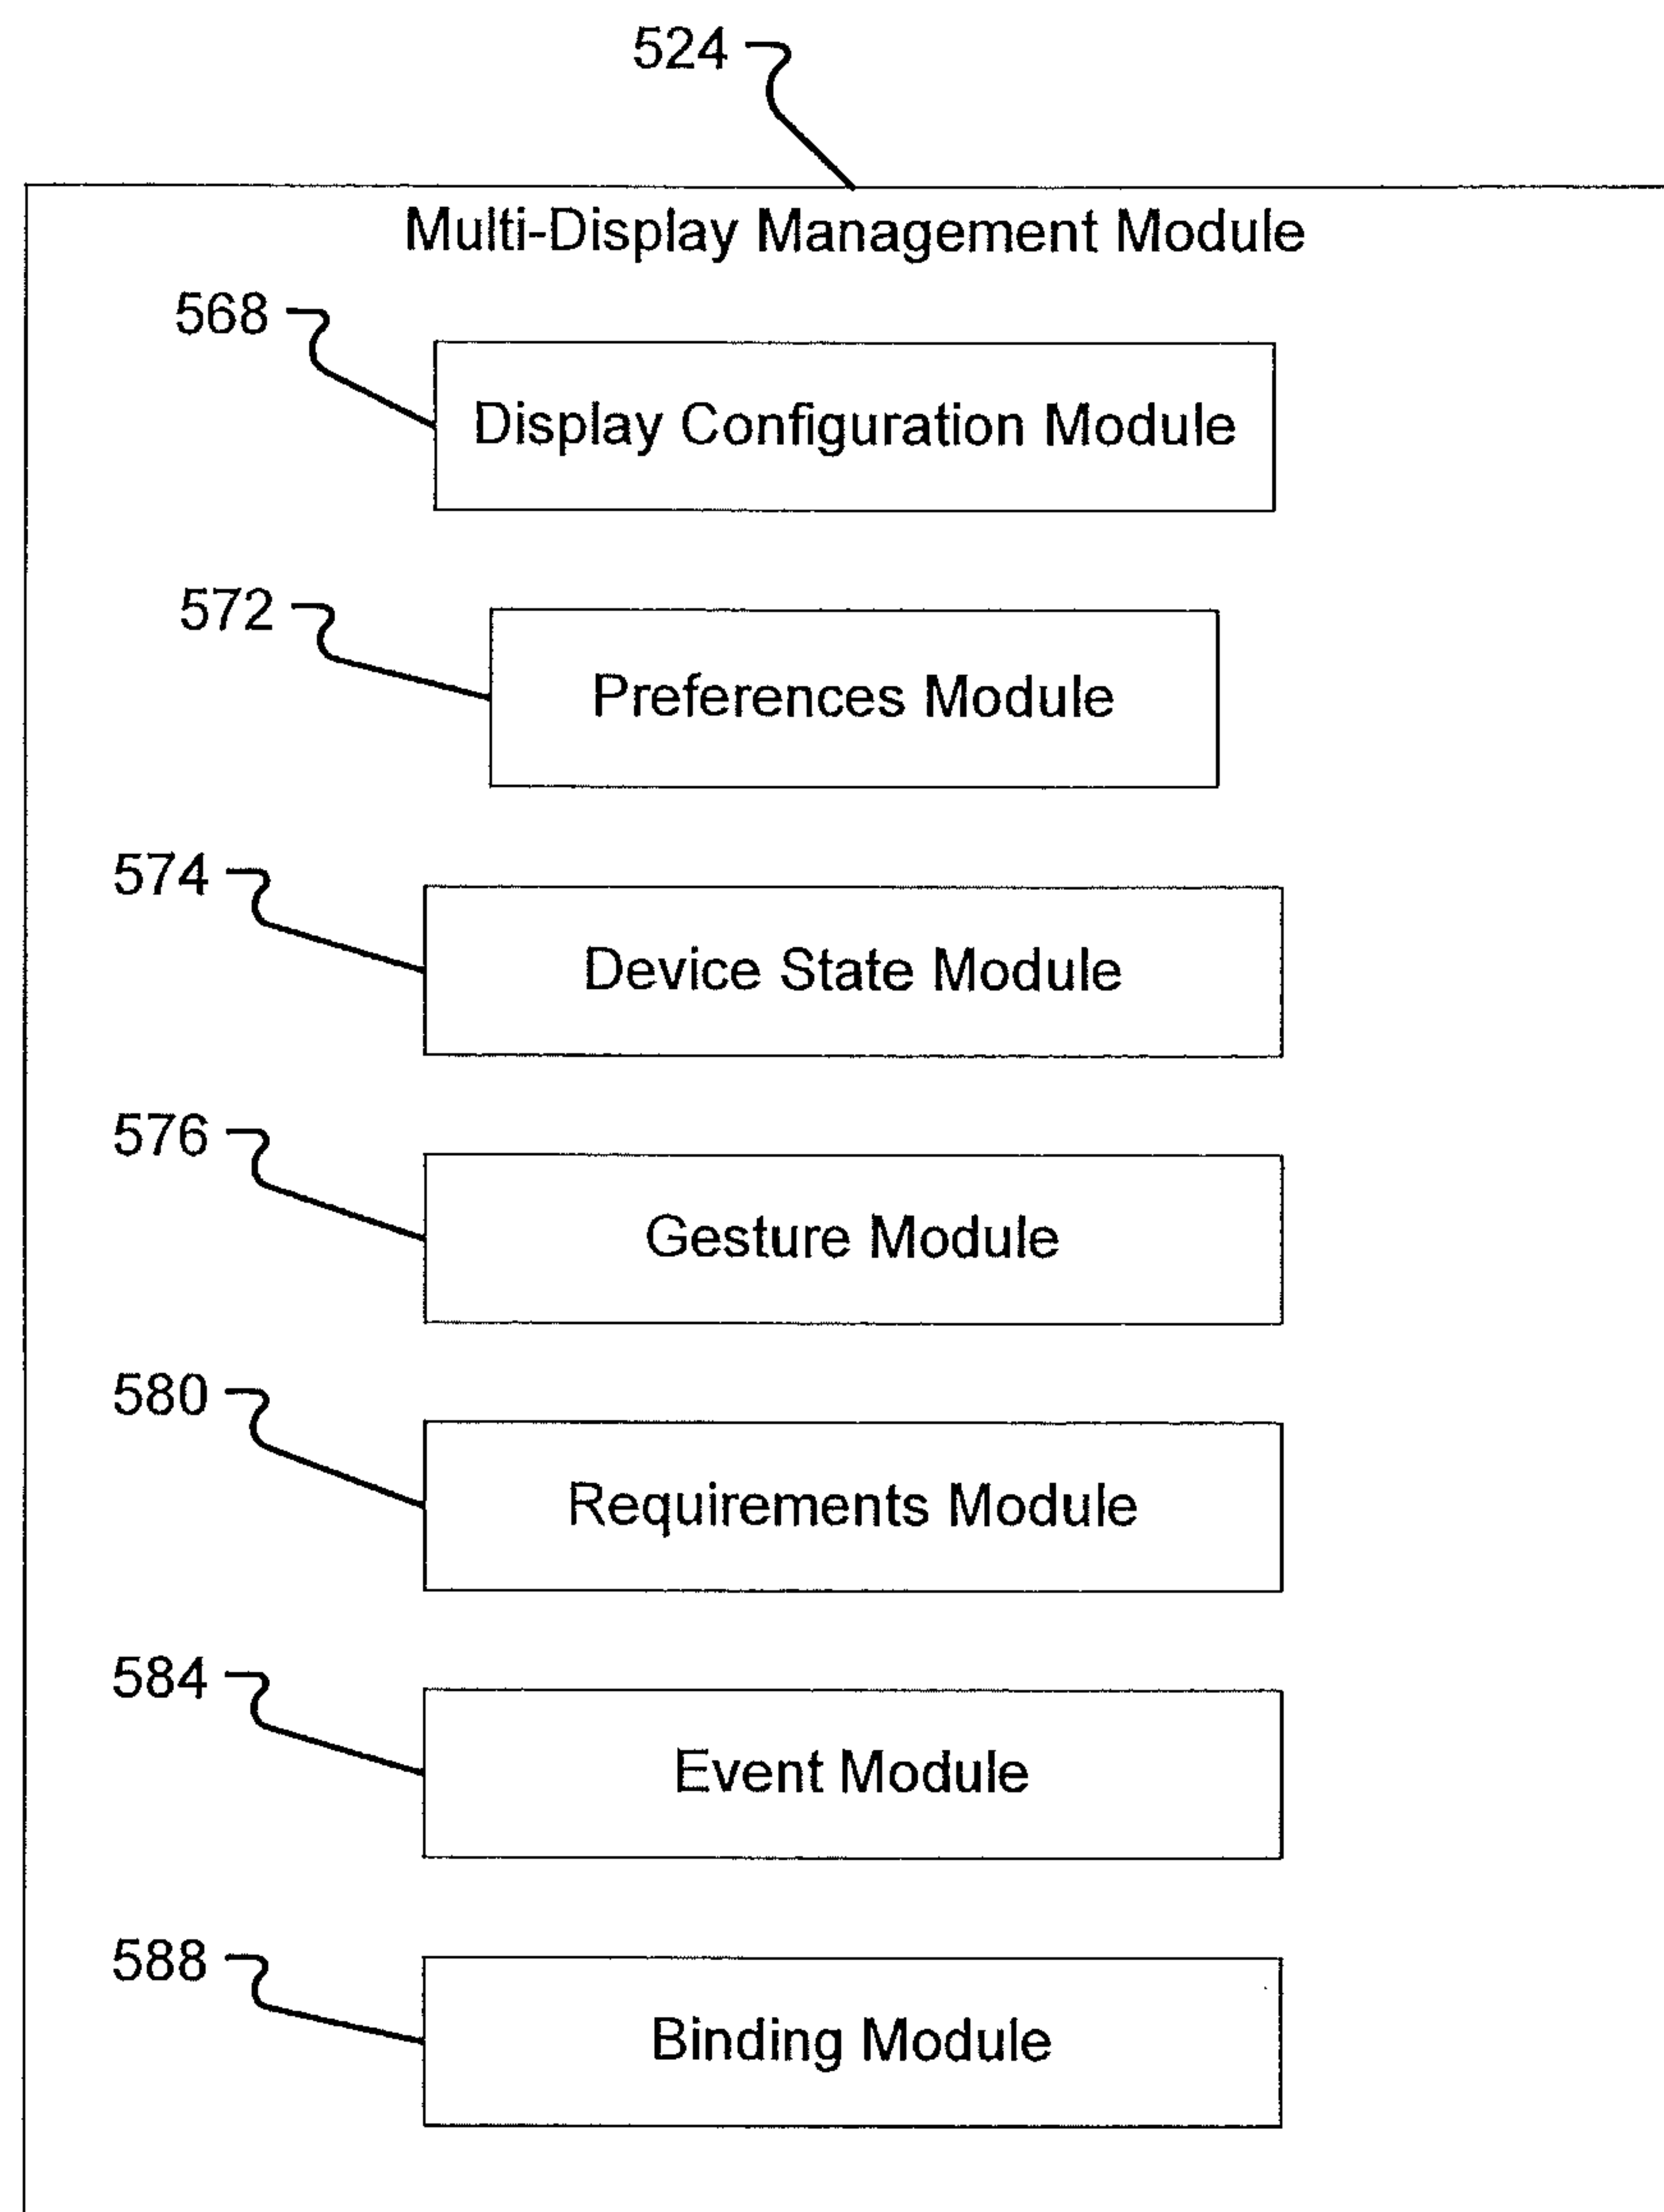 524
Multi-Display Management Module
568
Display Configuration Module
572
Preferences Module
574
Device State Module
576
Gesture Module
580
Requirements Module
584
Event Module
588
Binding Module